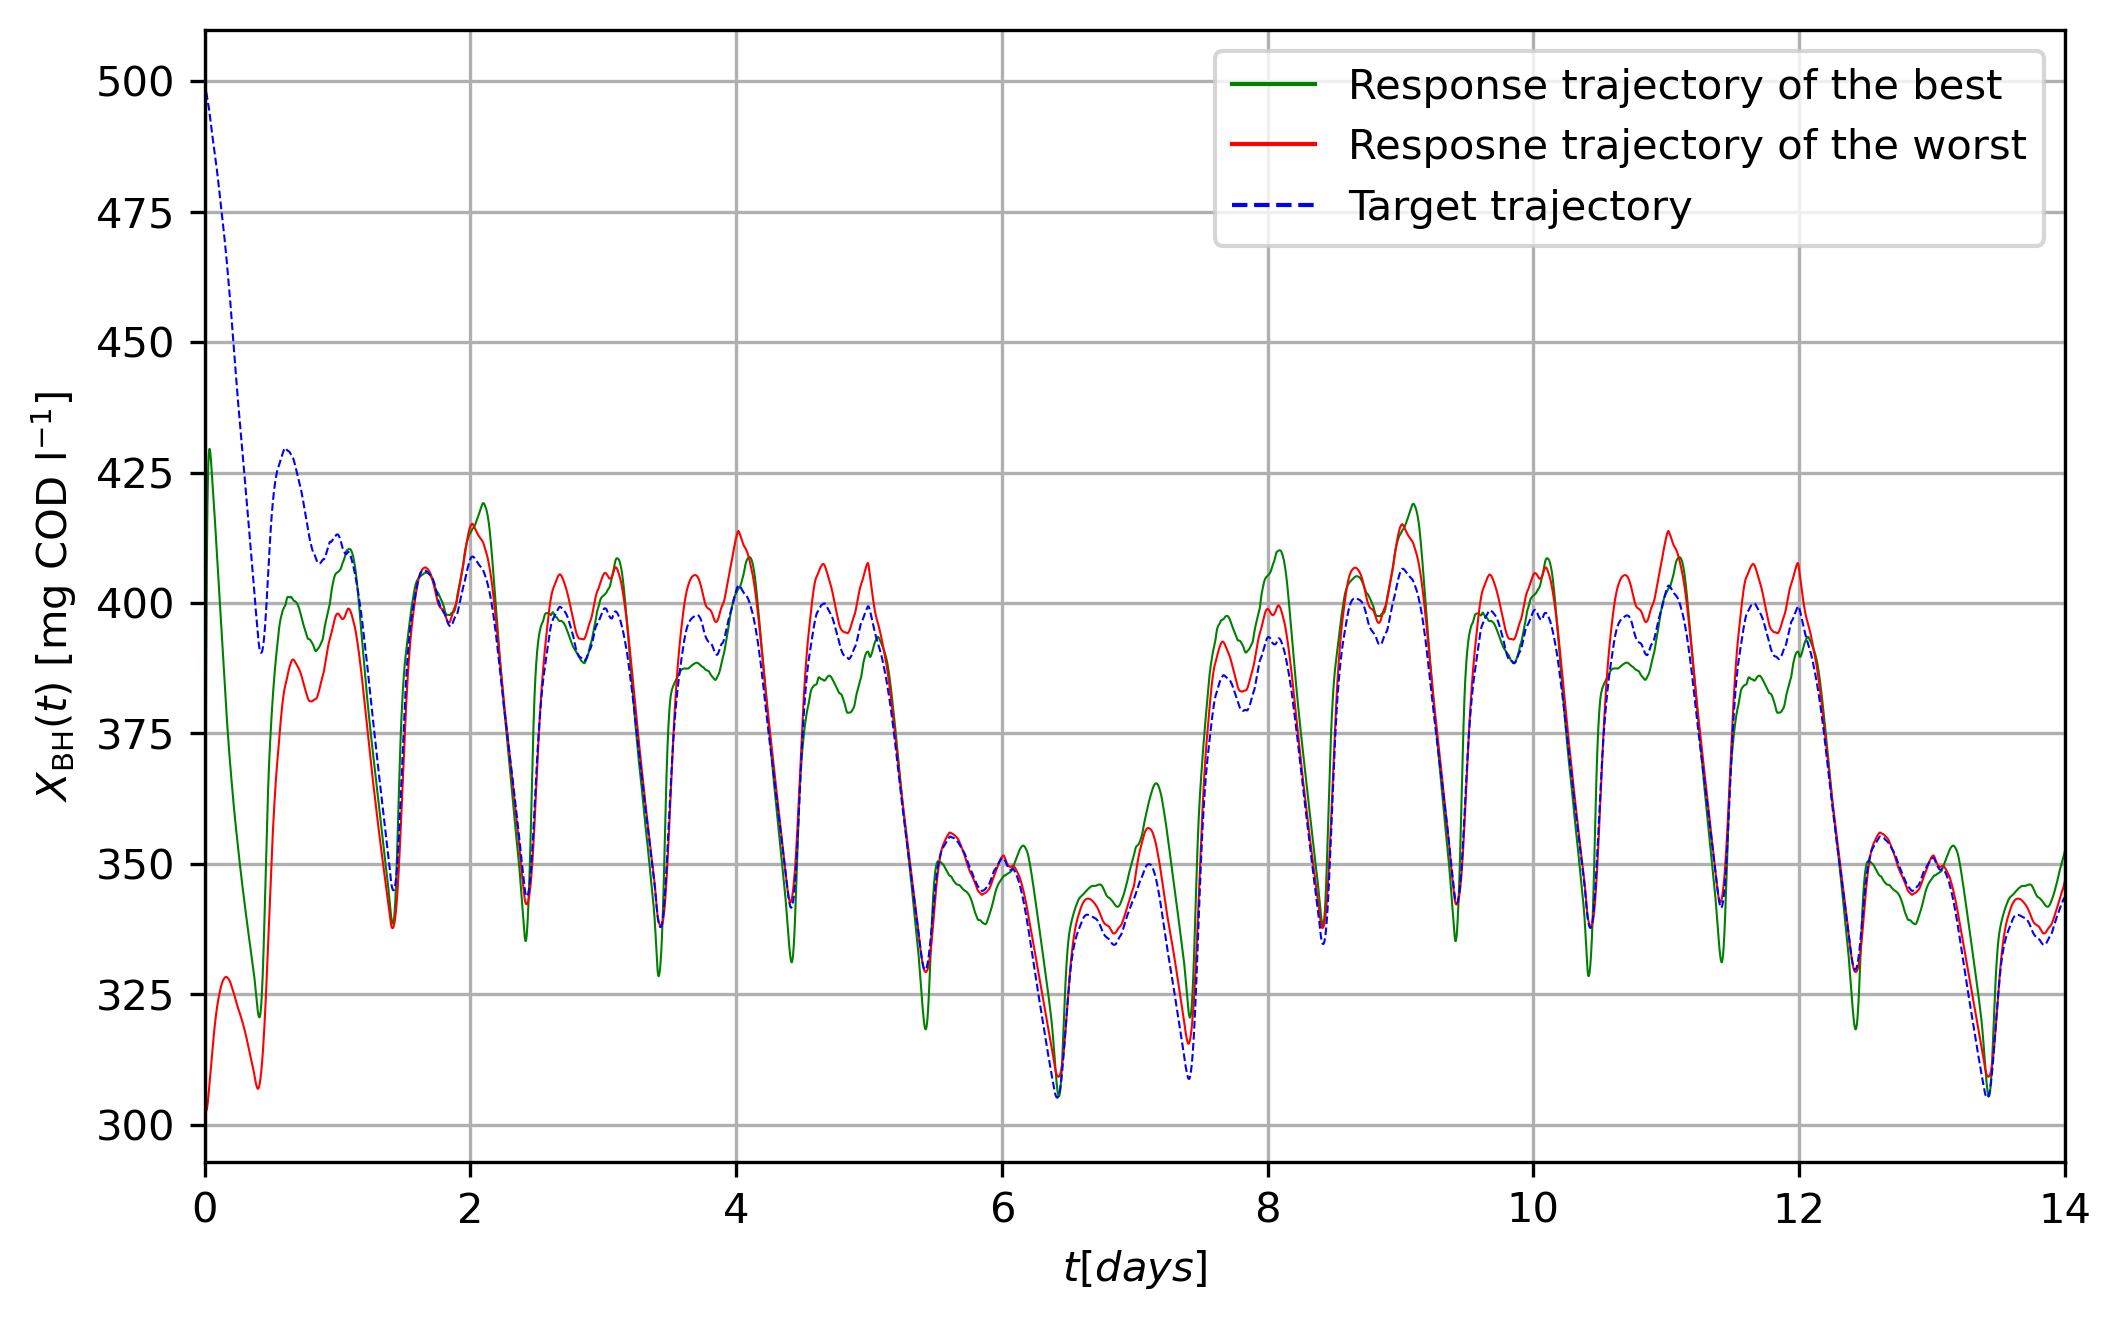 500
475
450
425
400
375
350
325
300
X_BH(t) [mg COD l⁻¹]
Response trajectory of the best
Resposne trajectory of the worst
Target trajectory
0 2 4 6 8 10 12 14
t[days]